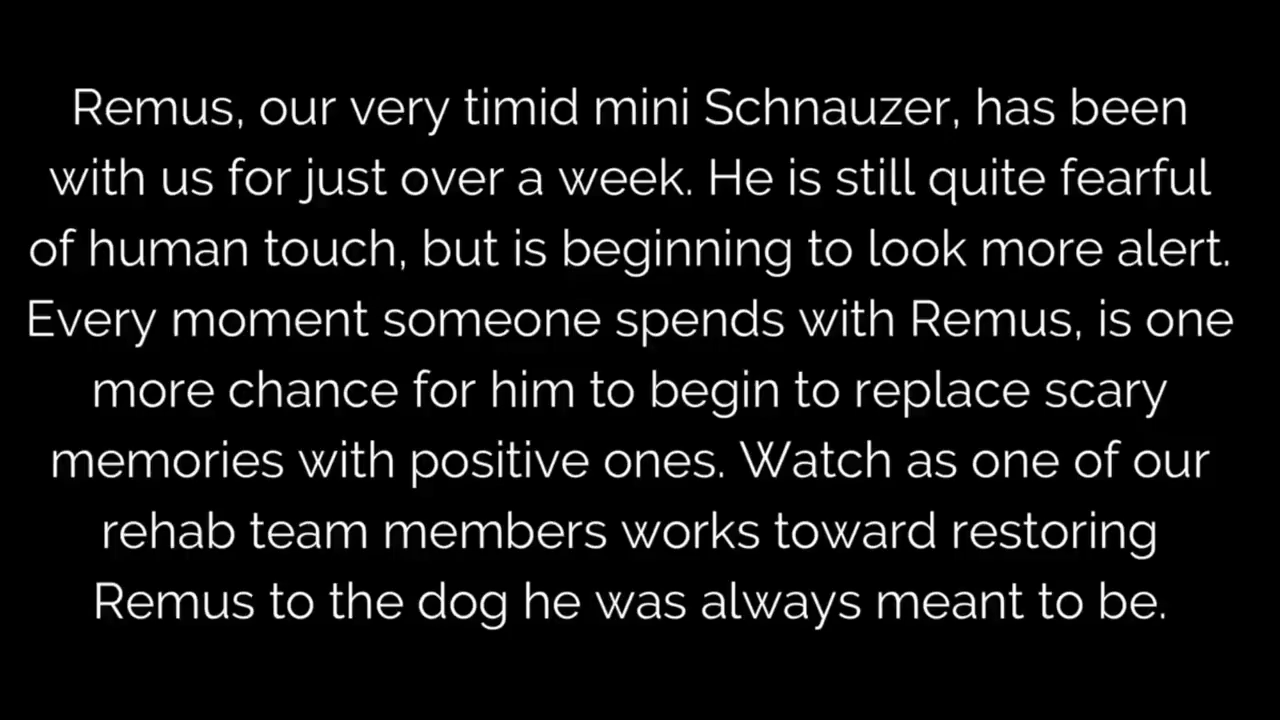 Remus, our very timid mini Schnauzer, has been
with us for just over a week. He is still quite fearful
of human touch, but is beginning to look more alert.
Every moment someone spends with Remus, is one
more chance for him to begin to replace scary
memories with positive ones. Watch as one of our
rehab team members works toward restoring
Remus to the dog he was always meant to be.